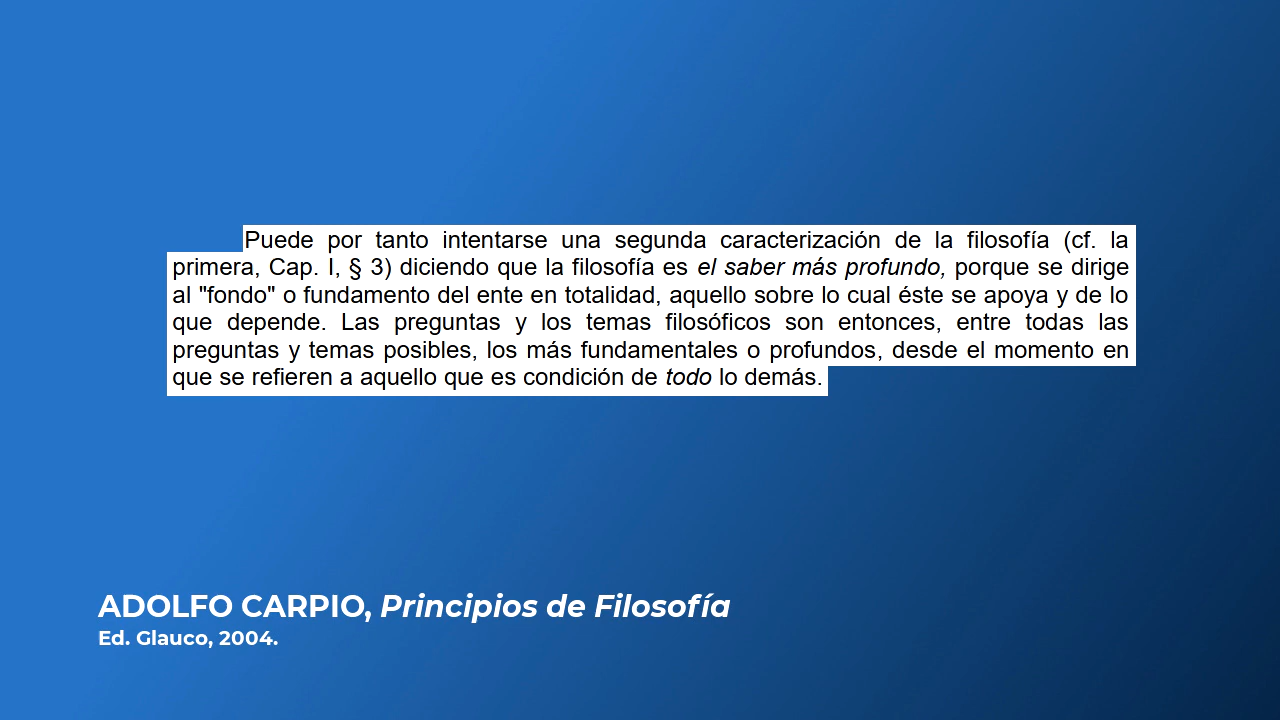 Puede por tanto intentarse una segunda caracterización de la filosofía (cf. la
primera, Cap. I, § 3) diciendo que la filosofía es el saber más profundo, porque se dirige
al "fondo" o fundamento del ente en totalidad, aquello sobre lo cual éste se apoya y de lo
que depende. Las preguntas y los temas filosóficos son entonces, entre todas las
preguntas y temas posibles, los más fundamentales o profundos, desde el momento en
que se refieren a aquello que es condición de todo lo demás.
ADOLFO CARPIO, Principios de Filosofía
Ed. Glauco, 2004.